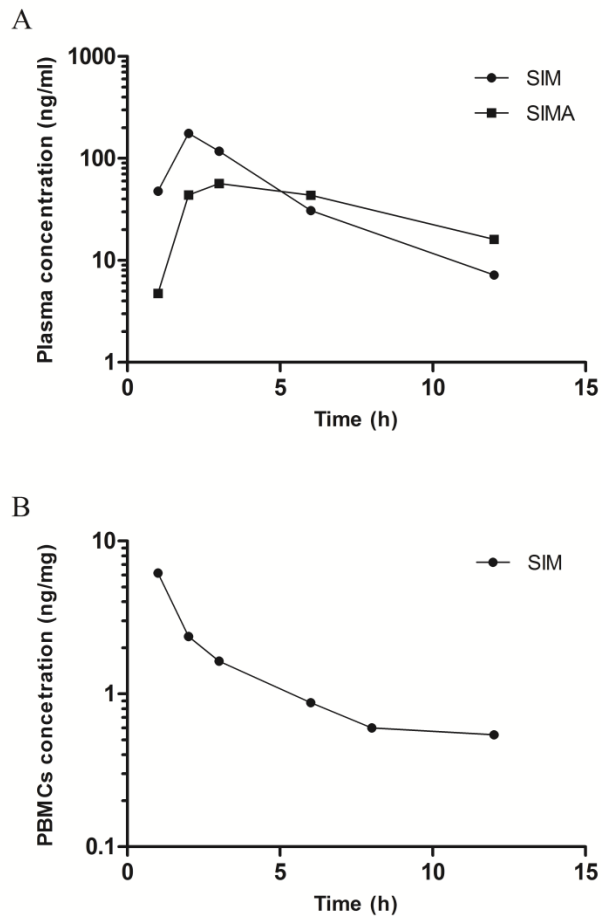 A
Plasma concentration (ng/ml)
1000
100
10
1
SIM
SIMA
0
5
10
15
Time (h)
B
PBMCs concetration (ng/mg)
10
1
0.1
SIM
0
5
10
15
Time (h)